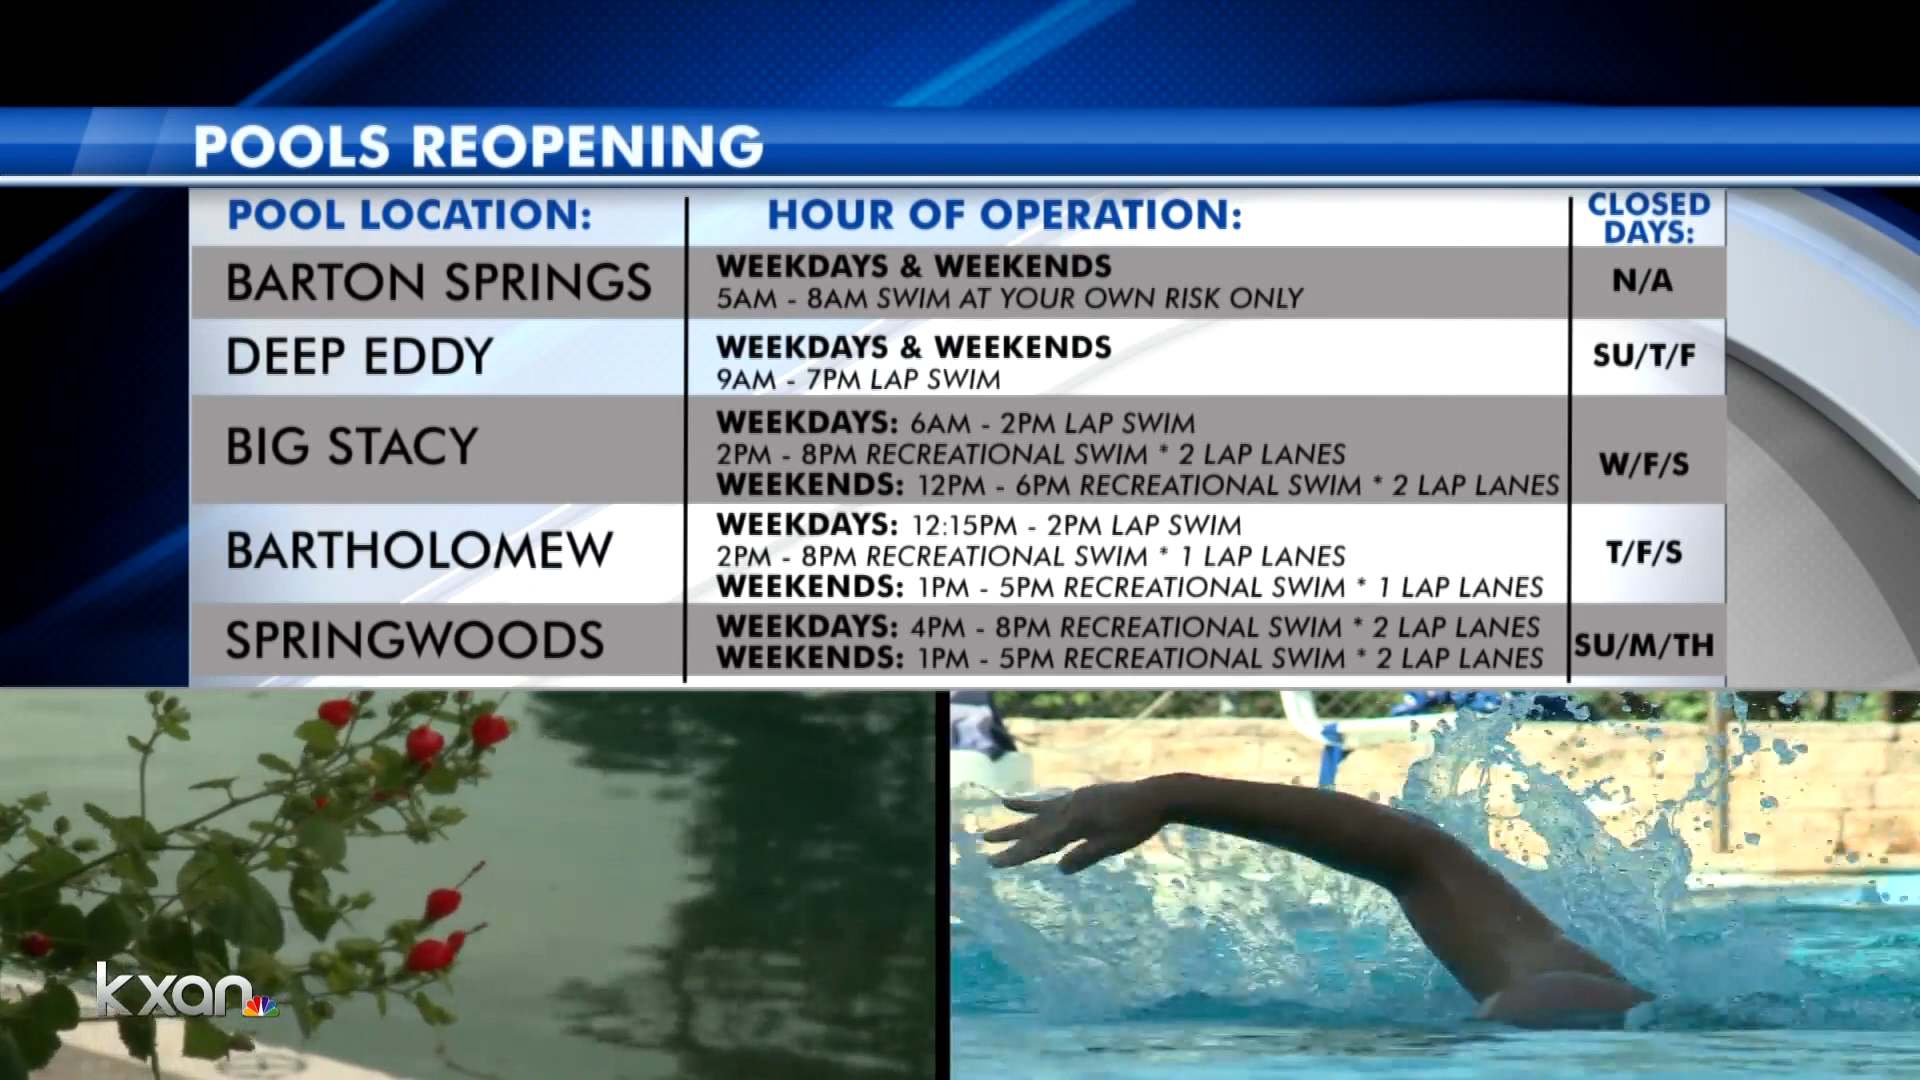 POOLS REOPENING
POOL LOCATION:
HOUR OF OPERATION:
CLOSED
DAYS:
BARTON SPRINGS
WEEKDAYS & WEEKENDS
5AM - 8AM SWIM AT YOUR OWN RISK ONLY
N/A
DEEP EDDY
WEEKDAYS & WEEKENDS
9AM - 7PM LAP SWIM
SU/T/F
BIG STACY
WEEKDAYS: 6AM - 2PM LAP SWIM
2PM - 8PM RECREATIONAL SWIM * 2 LAP LANES
WEEKENDS: 12PM - 6PM RECREATIONAL SWIM * 2 LAP LANES
W/F/S
BARTHOLOMEW
WEEKDAYS: 12:15PM - 2PM LAP SWIM
2PM - 8PM RECREATIONAL SWIM * 1 LAP LANES
WEEKENDS: 1PM - 5PM RECREATIONAL SWIM * 1 LAP LANES
T/F/S
SPRINGWOODS
WEEKDAYS: 4PM - 8PM RECREATIONAL SWIM * 2 LAP LANES
WEEKENDS: 1PM - 5PM RECREATIONAL SWIM * 2 LAP LANES
SU/M/TH
kxan